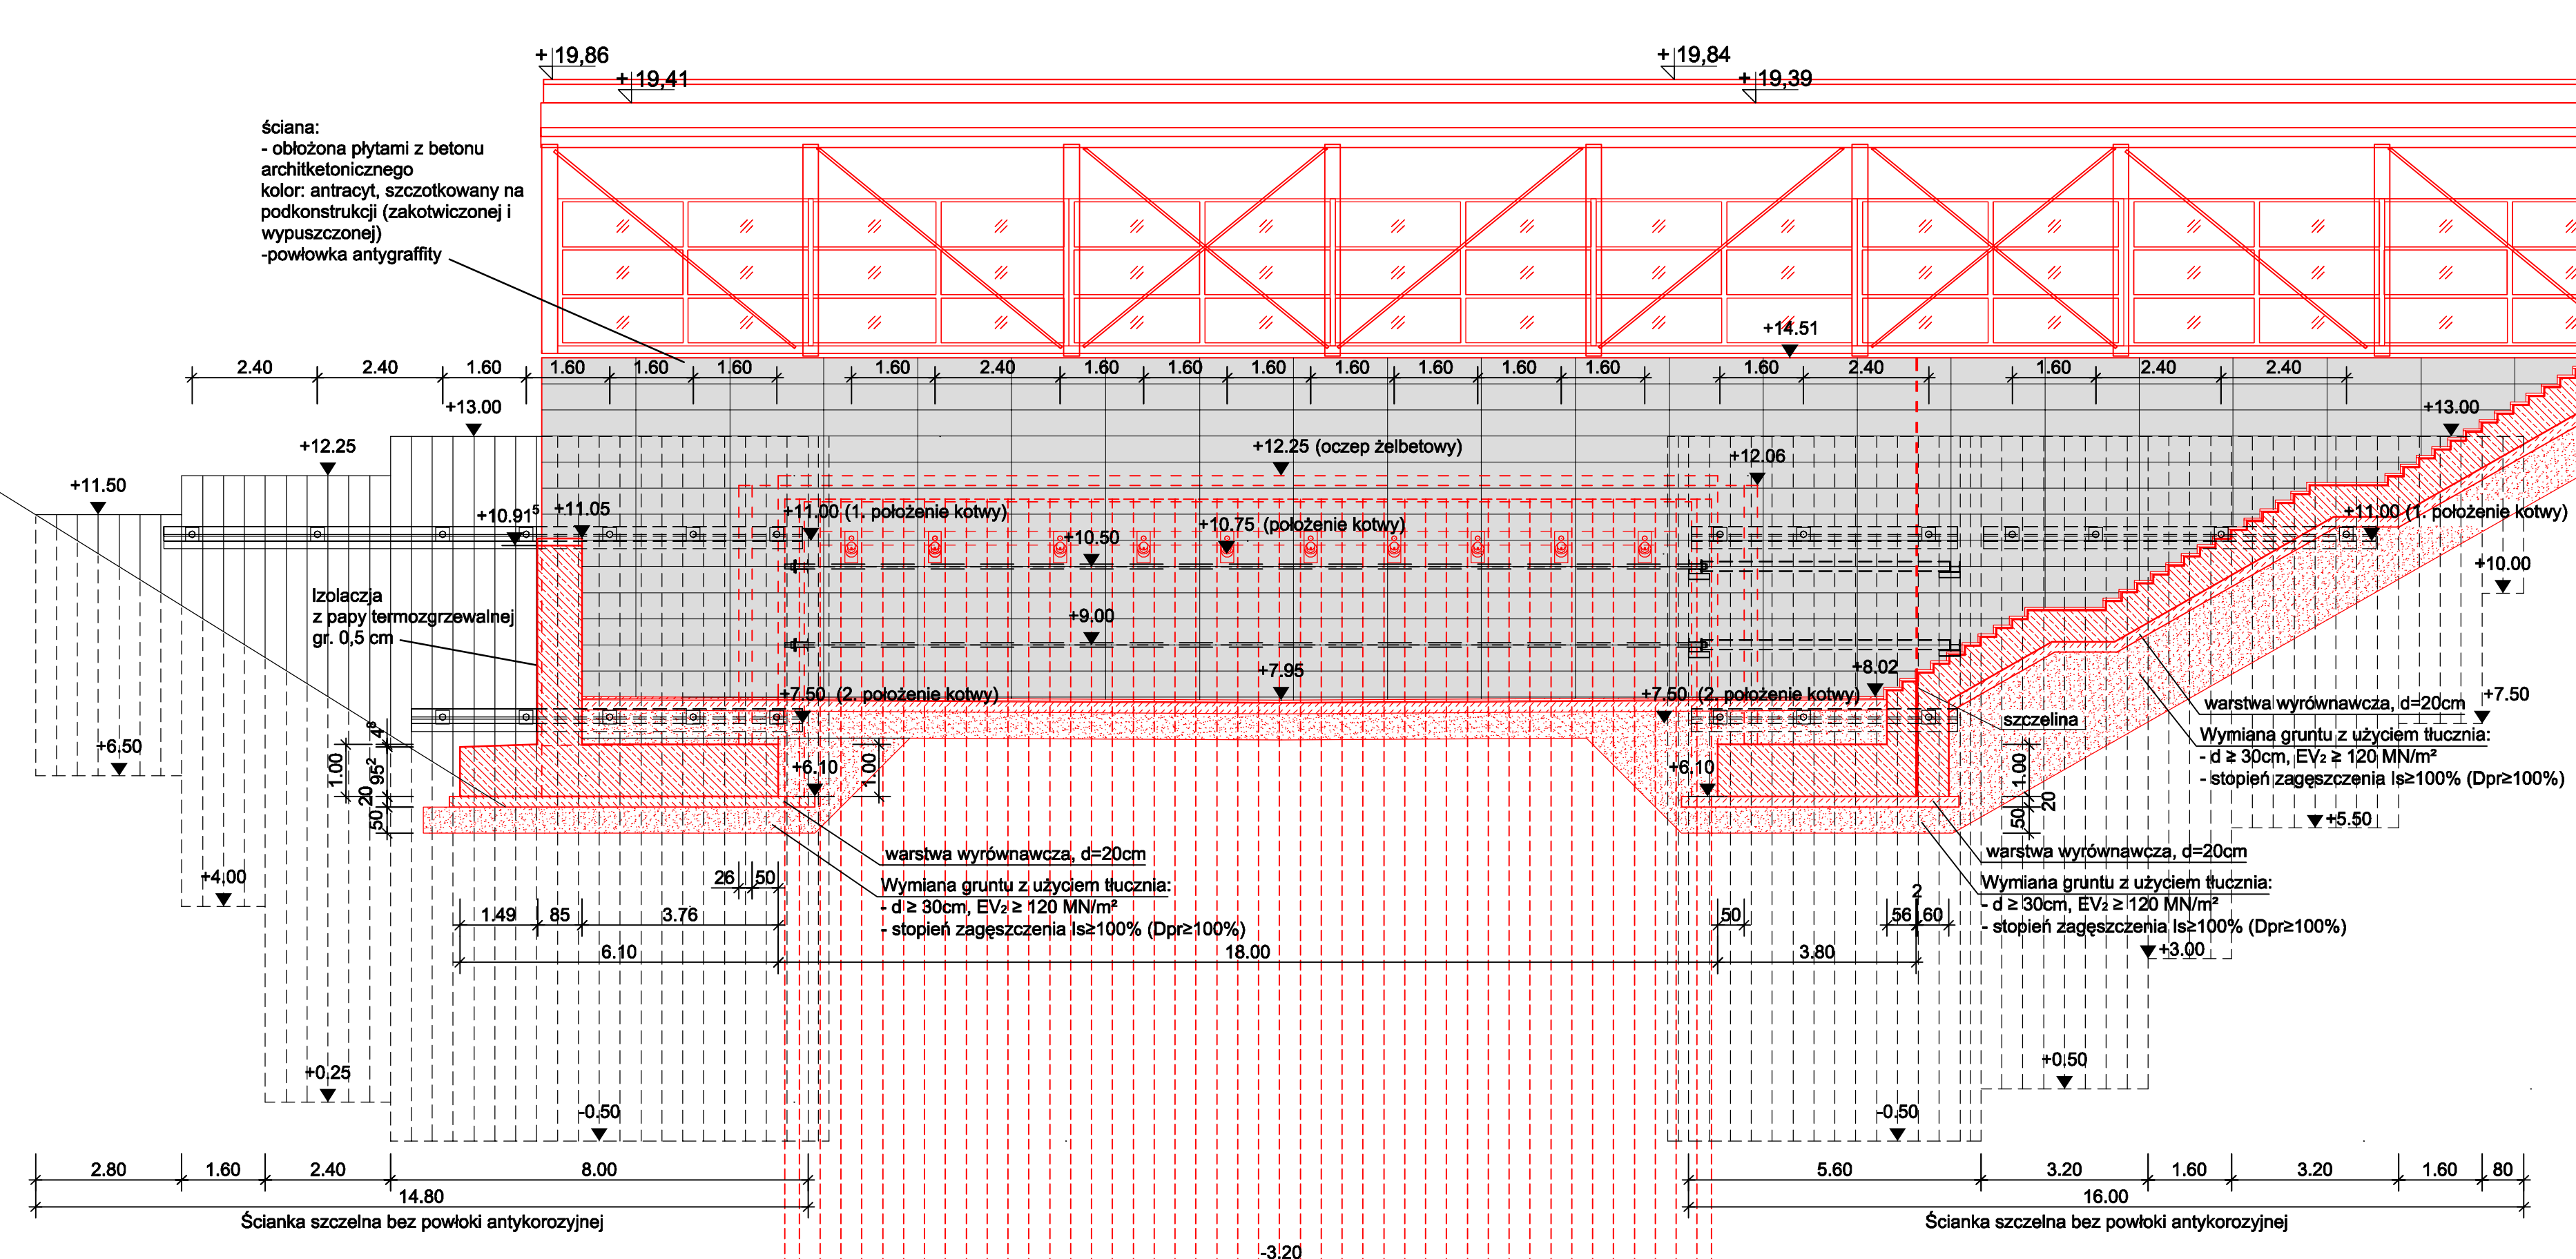 +19,86
+19,41
+19,84
+19,39
ściana:
- obłożona płytami z betonu
architketonicznego
kolor: antracyt, szczotkowany na
podkonstrukcji (zakotwiczonej i
wypuszczonej)
-powłowka antygraffity
+14.51
2.40 2.40 1.60 1.60 1.60 1.60 1.60 2.40 1.60 1.60 1.60 1.60 1.60 1.60 1.60 2.40 1.60 2.40 2.40
+13.00
+13.00
+12.25
+12.25 (oczep żelbetowy)
+12.06
+11.50
+10.91⁵
+11.05
+11.00 (1. położenie kotwy)
+10.75 (położenie kotwy)
+11.00 (1. położenie kotwy)
+10.50
+10.00
Izolaczja
z papy termozgrzewalnej
gr. 0,5 cm
+9.00
+7.95
+8.02
+7.50 (2. położenie kotwy)
+7.50 (2. położenie kotwy)
+7.50
szczelina
warstwa wyrównawcza, d=20cm
Wymiana gruntu z użyciem tłucznia:
- d ≥ 30cm, EV₂ ≥ 120 MN/m²
- stopień zagęszczenia Is≥100% (Dpr≥100%)
+6.50
1.00
4⁸
95²
20
50
+6.10
1.00
+6.10
1.00
20
50
+5.50
+4.00
warstwa wyrównawcza, d=20cm
Wymiana gruntu z użyciem tłucznia:
- d ≥ 30cm, EV₂ ≥ 120 MN/m²
- stopień zagęszczenia Is≥100% (Dpr≥100%)
warstwa wyrównawcza, d=20cm
Wymiana gruntu z użyciem tłucznia:
- d ≥ 30cm, EV₂ ≥ 120 MN/m²
- stopień zagęszczenia Is≥100% (Dpr≥100%)
26 50
2
1.49 85 3.76
50 56 60
6.10 18.00 3.80
+3.00
+0.25
+0.50
-0.50
-0.50
2.80 1.60 2.40 8.00
5.60 3.20 1.60 3.20 1.60 80
14.80
16.00
Ścianka szczelna bez powłoki antykorozyjnej
Ścianka szczelna bez powłoki antykorozyjnej
-3.20